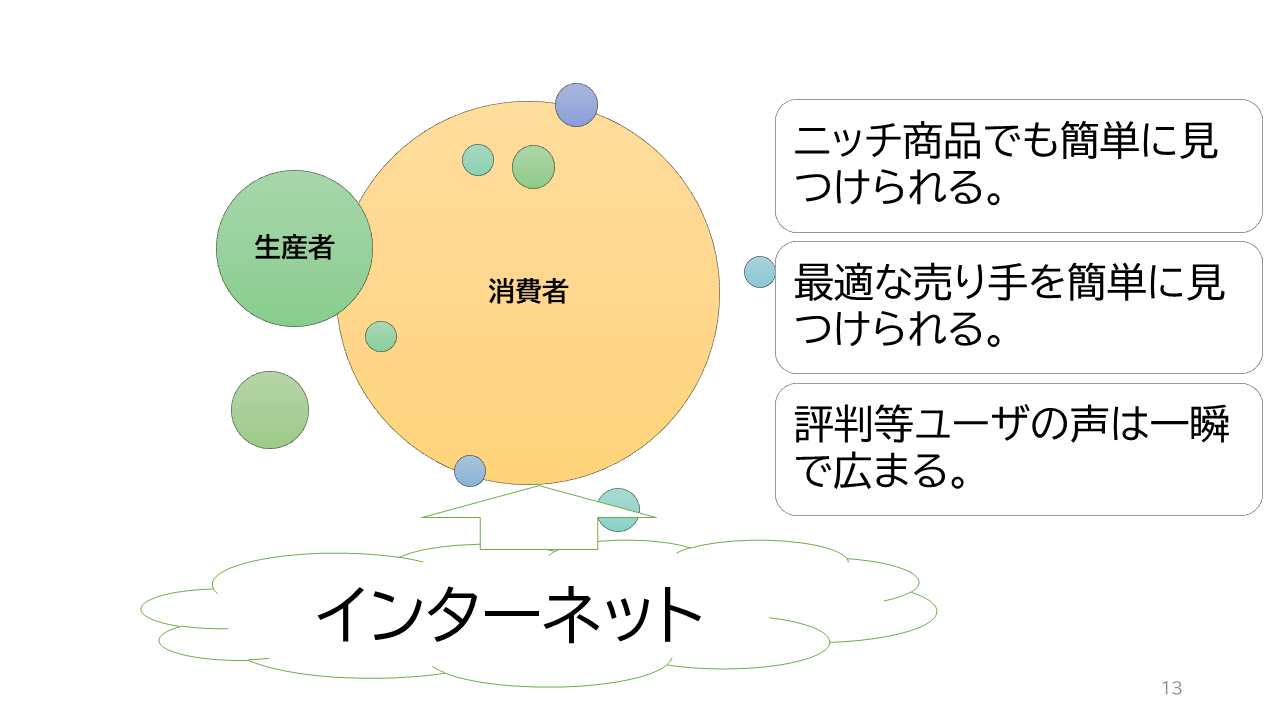 生産者
消費者
ニッチ商品でも簡単に見
つけられる。
最適な売り手を簡単に見
つけられる。
評判等ユーザの声は一瞬
で広まる。
インターネット
13